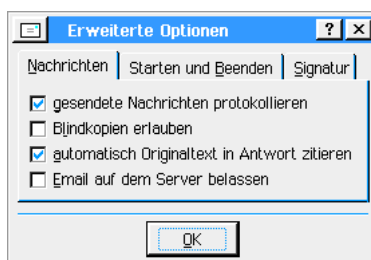 Erweiterte Optionen
Nachrichten Starten und Beenden Signatur
gesendete Nachrichten protokollieren
Blindkopien erlauben
automatisch Originaltext in Antwort zitieren
Email auf dem Server belassen
OK